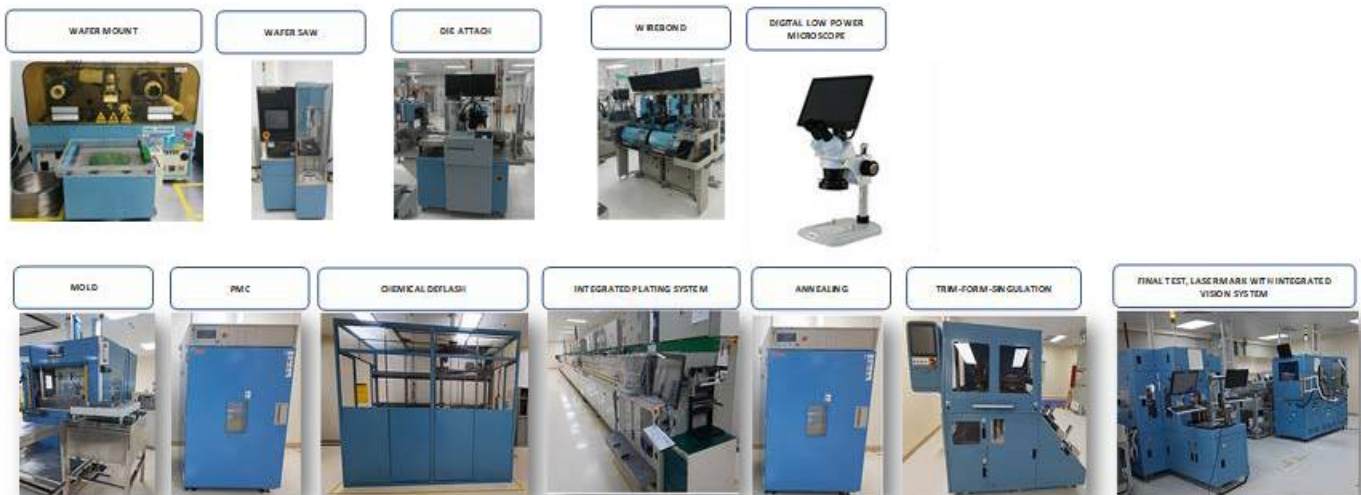 WAFER MOUNT
WAFER SAW
DIE ATTACH
WIREBOND
DIGITAL LOW POWER
MICROSCOPE
MOLD
PMC
CHEMICAL DEFLASH
INTEGRATED PLATING SYSTEM
ANNEALING
TRIM-FORM-SINGULATION
FINAL TEST, LASERMARK WITH INTEGRATED
VISION SYSTEM